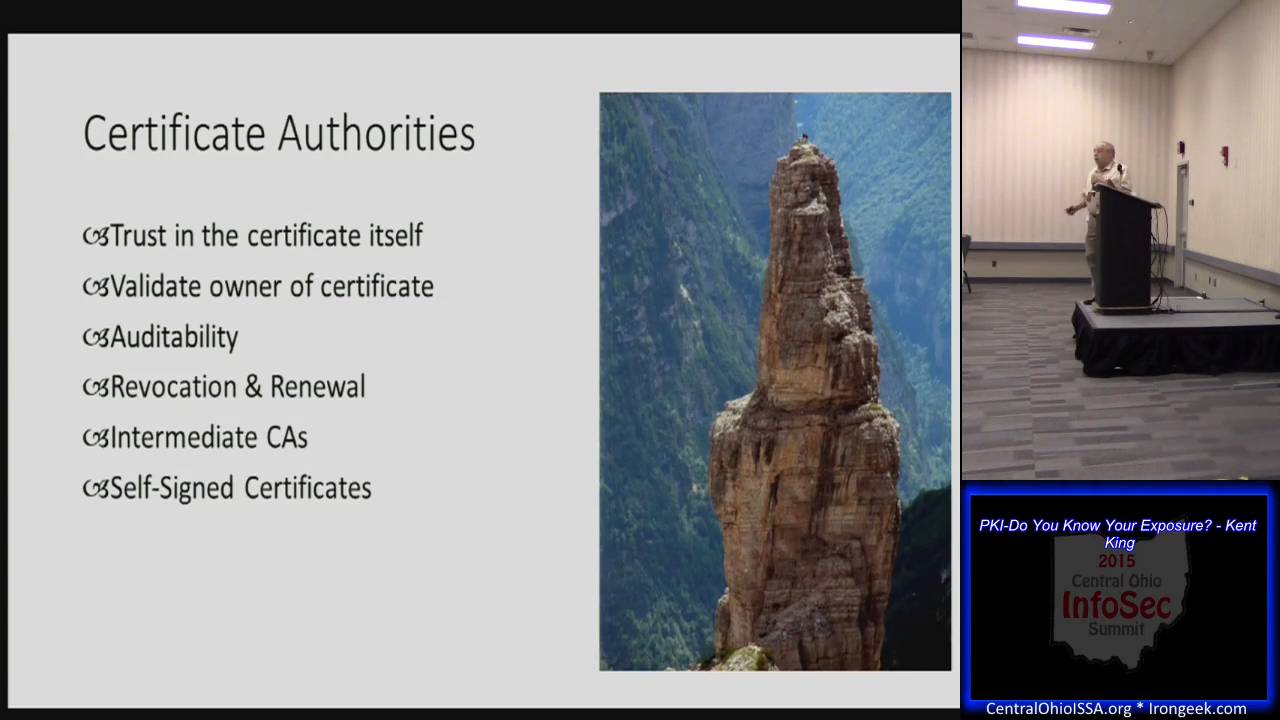 Certificate Authorities
Trust in the certificate itself
Validate owner of certificate
Auditability
Revocation & Renewal
Intermediate CAs
Self-Signed Certificates
PKI-Do You Know Your Exposure? - Kent
King
2015
Central Ohio
InfoSec
Summit
CentralOhioISSA.org * Irongeek.com